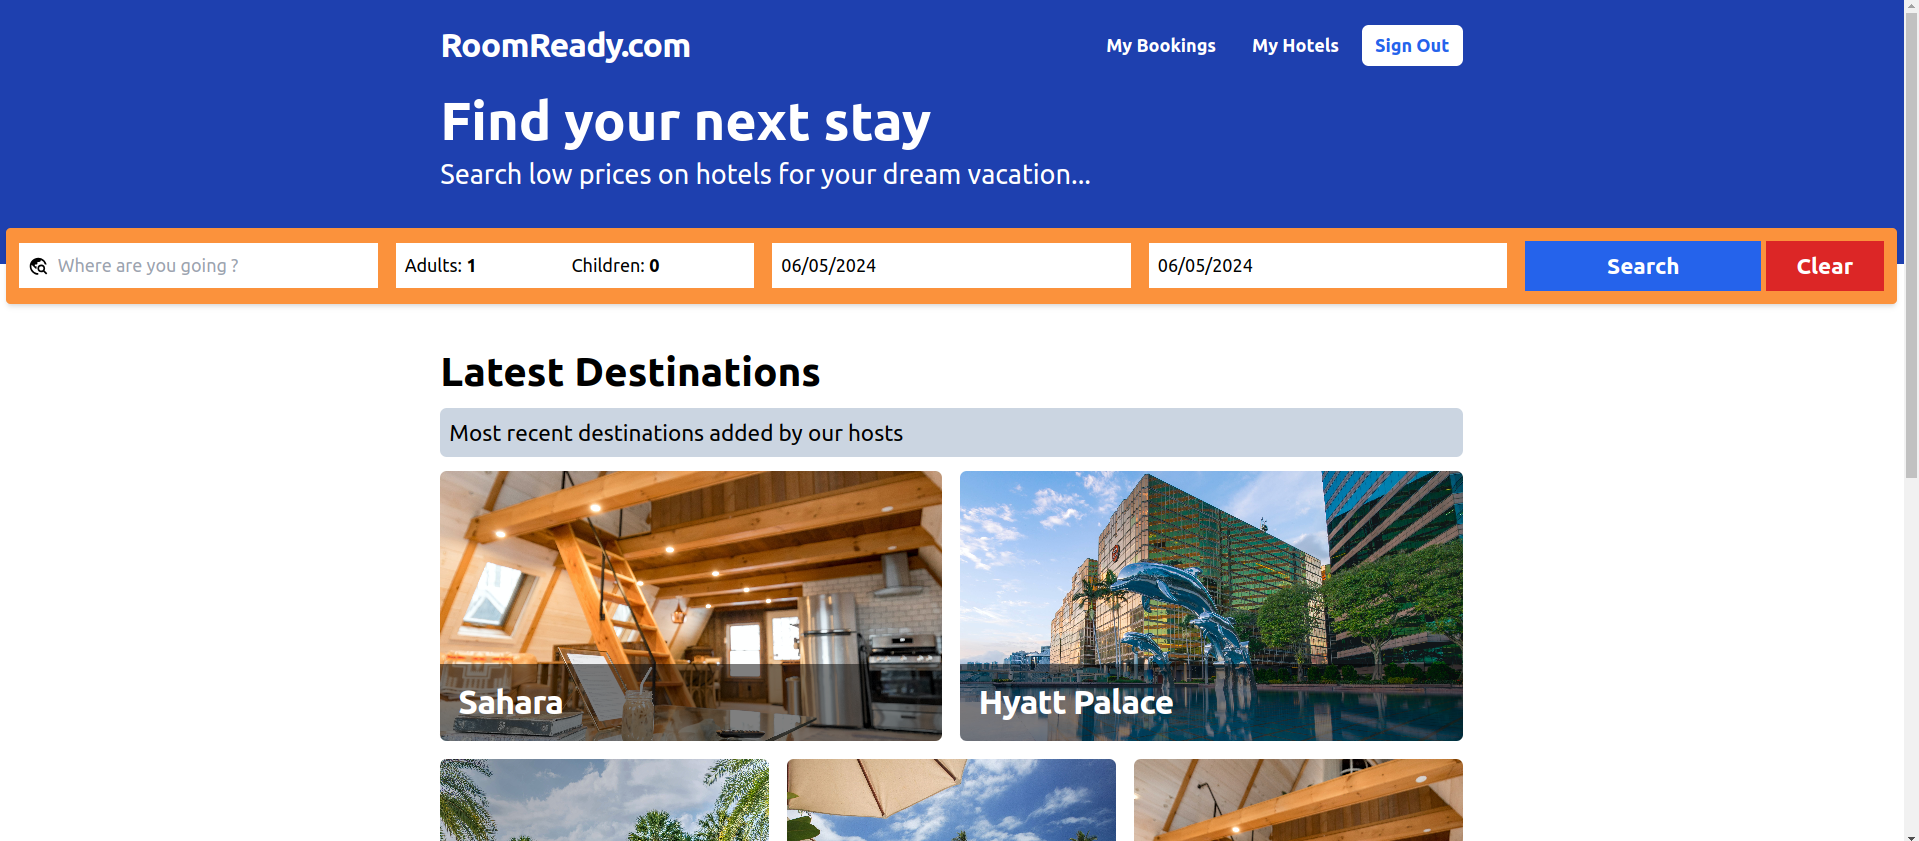 RoomReady.com
My Bookings
My Hotels
Sign Out
Find your next stay
Search low prices on hotels for your dream vacation...
Where are you going ?
Adults: 1
Children: 0
06/05/2024
06/05/2024
Search
Clear
Latest Destinations
Most recent destinations added by our hosts
Sahara
Hyatt Palace